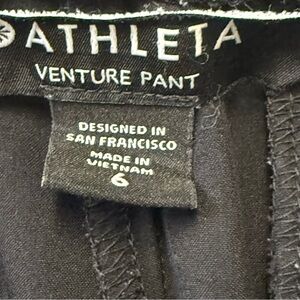 ATHLETA
VENTURE PANT
DESIGNED IN
SAN FRANCISCO
MADE IN
VIETNAM
6